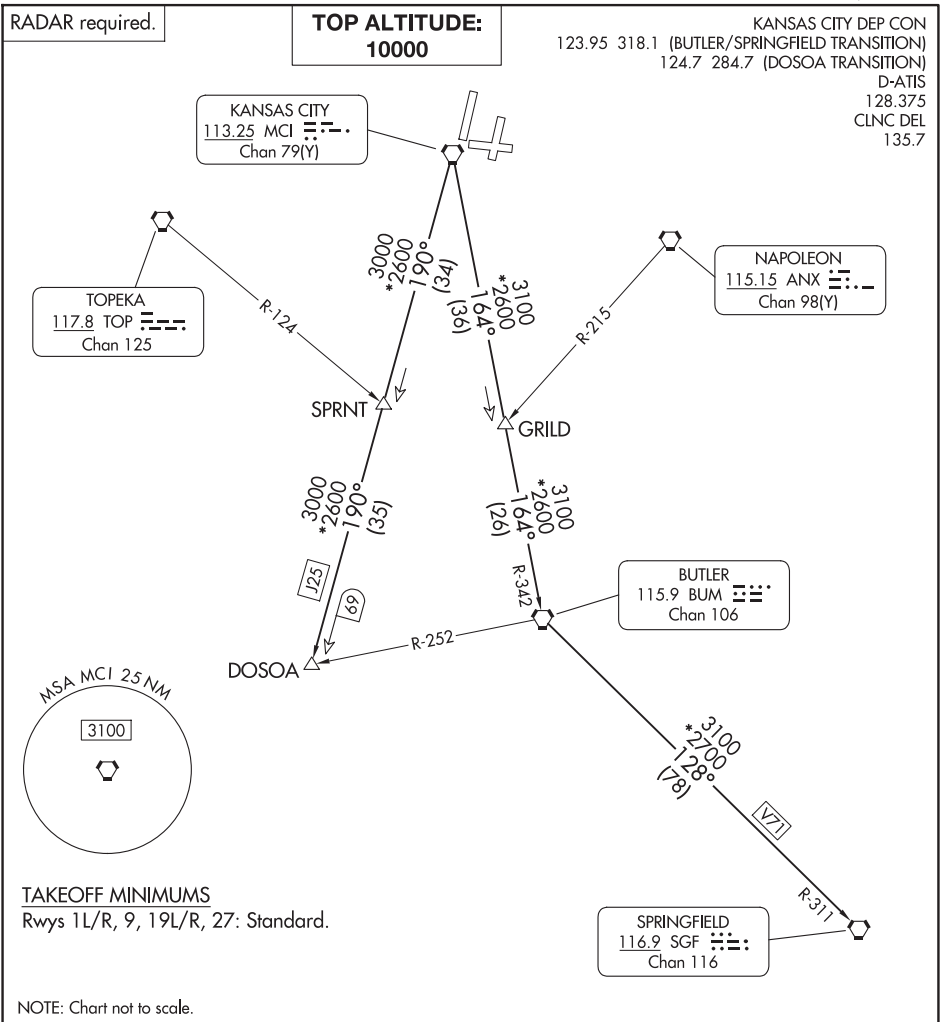 RADAR required.
TOP ALTITUDE:
10000
KANSAS CITY DEP CON
123.95 318.1 (BUTLER/SPRINGFIELD TRANSITION)
124.7 284.7 (DOSOA TRANSITION)
D-ATIS
128.375
CLNC DEL
135.7
KANSAS CITY
113.25 MCI
Chan 79(Y)
TOPEKA
117.8 TOP
Chan 125
NAPOLEON
115.15 ANX
Chan 98(Y)
R-124
R-215
3000
*2600
190°
(34)
3100
*2600
164°
(36)
SPRNT
GRILD
3000
*2600
190°
(35)
3100
*2600
164°
(26)
J25
69
R-342
BUTLER
115.9 BUM
Chan 106
R-252
DOSOA
MSA MCI 25 NM
3100
3100
*2700
128°
(78)
V71
R-311
SPRINGFIELD
116.9 SGF
Chan 116
TAKEOFF MINIMUMS
Rwys 1L/R, 9, 19L/R, 27: Standard.
NOTE: Chart not to scale.